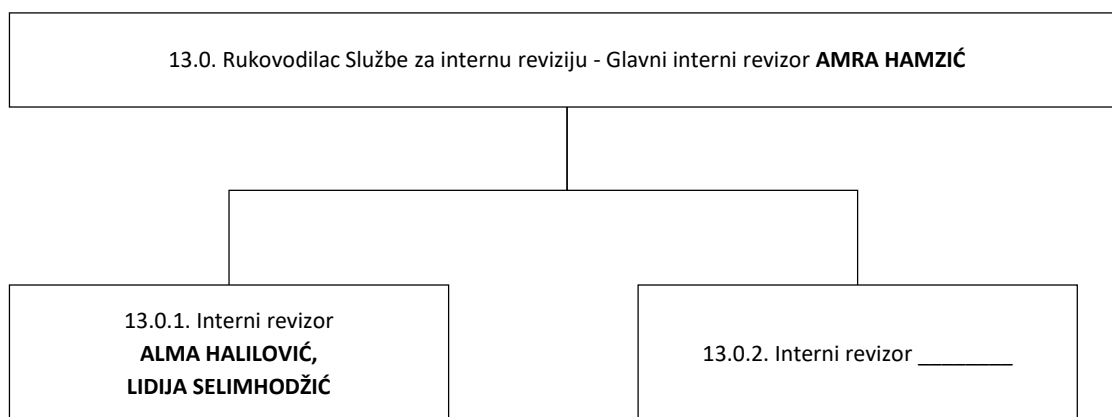 13.0. Rukovodilac Službe za internu reviziju - Glavni interni revizor AMRA HAMZIĆ
13.0.1. Interni revizor
ALMA HALILOVIĆ,
LIDIJA SELIMHODŽIĆ
13.0.2. Interni revizor ________